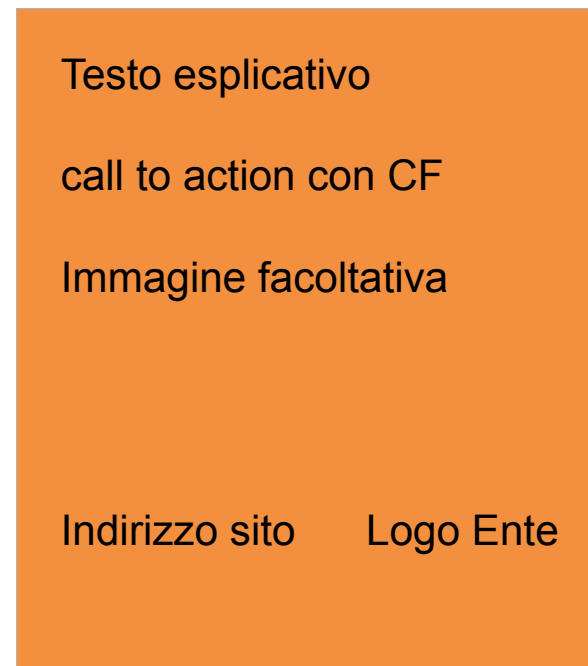 Testo esplicativo
call to action con CF
Immagine facoltativa
Indirizzo sito Logo Ente